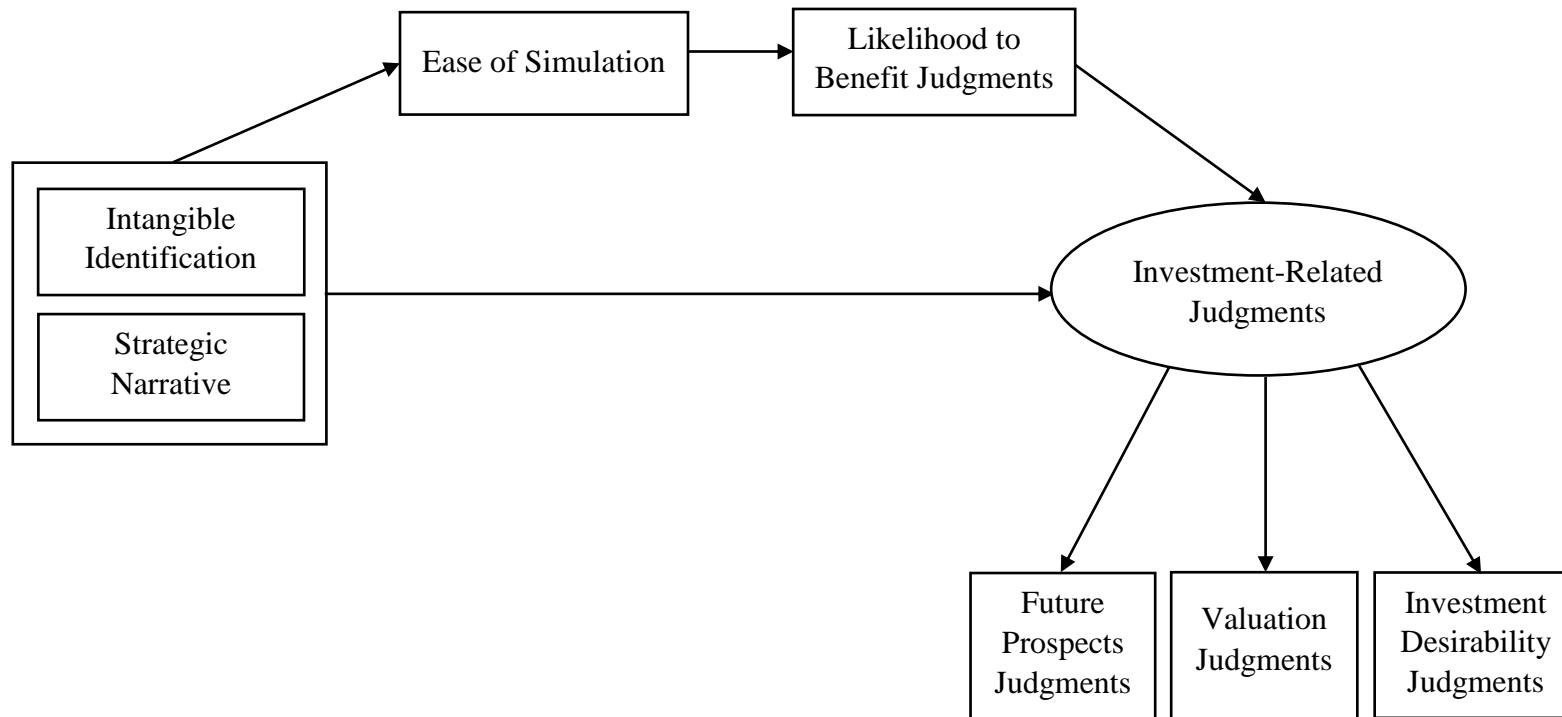 Ease of Simulation
Likelihood to
Benefit Judgments
Intangible
Identification
Strategic
Narrative
Investment-Related
Judgments
Future
Prospects
Judgments
Valuation
Judgments
Investment
Desirability
Judgments